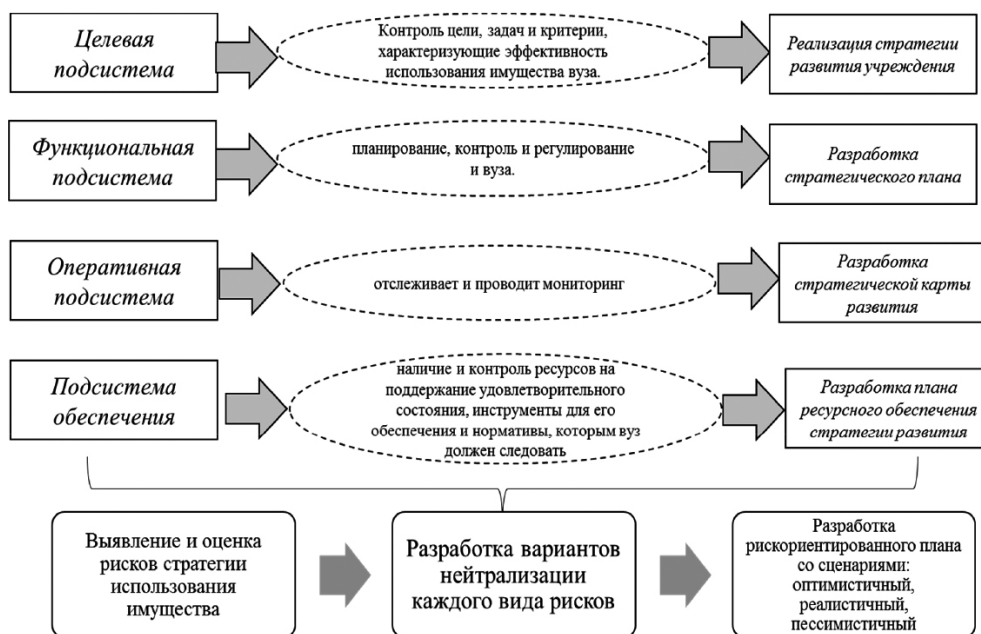 Целевая
подсистема
Контроль цели, задач и критерии,
характеризующие эффективность
использования имущества вуза.
Реализация стратегии
развития учреждения
Функциональная
подсистема
планирование, контроль и регулирование
и вуза.
Разработка
стратегического плана
Оперативная
подсистема
отслеживает и проводит мониторинг
Разработка
стратегической карты
развития
Подсистема
обеспечения
наличие и контроль ресурсов на
поддержание удовлетворительного
состояния, инструменты для его
обеспечения и нормативы, которым вуз
должен следовать
Разработка плана
ресурсного обеспечения
стратегии развития
Выявление и оценка
рисков стратегии
использования
имущества
Разработка вариантов
нейтрализации
каждого вида рисков
Разработка
рискориентированного плана
со сценариями:
оптимистичный,
реалистичный,
пессимистичный